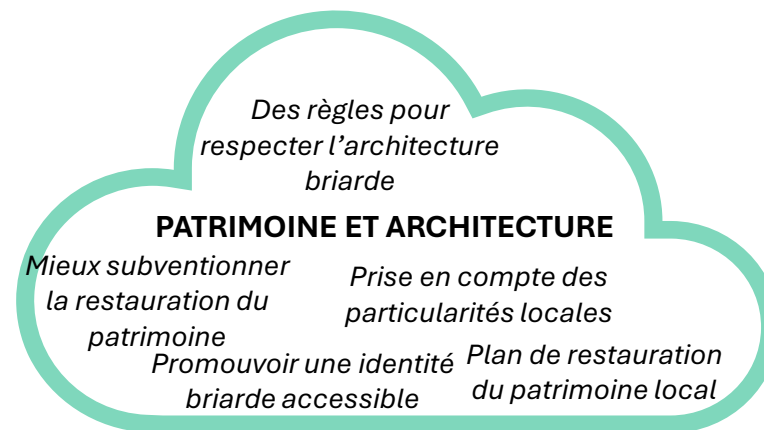 Des règles pour
respecter l’architecture
briarde
PATRIMOINE ET ARCHITECTURE
Mieux subventionner
la restauration du
patrimoine
Prise en compte des
particularités locales
Promouvoir une identité
briarde accessible
Plan de restauration
du patrimoine local